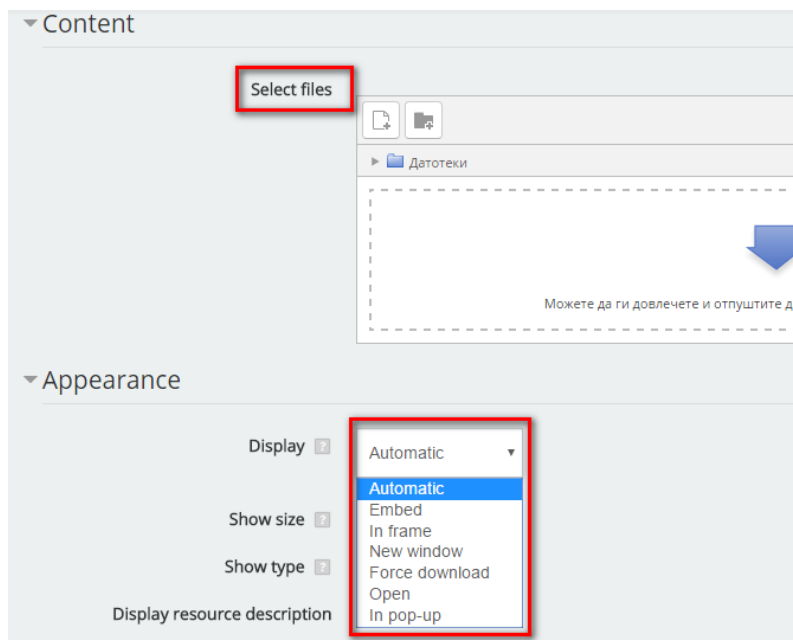 Content
Select files
Датотеки
Можете да ги довлечете и отпуштите
Appearance
Display ?
Automatic
Automatic
Embed
In frame
New window
Force download
Open
In pop-up
Show size ?
Show type ?
Display resource description